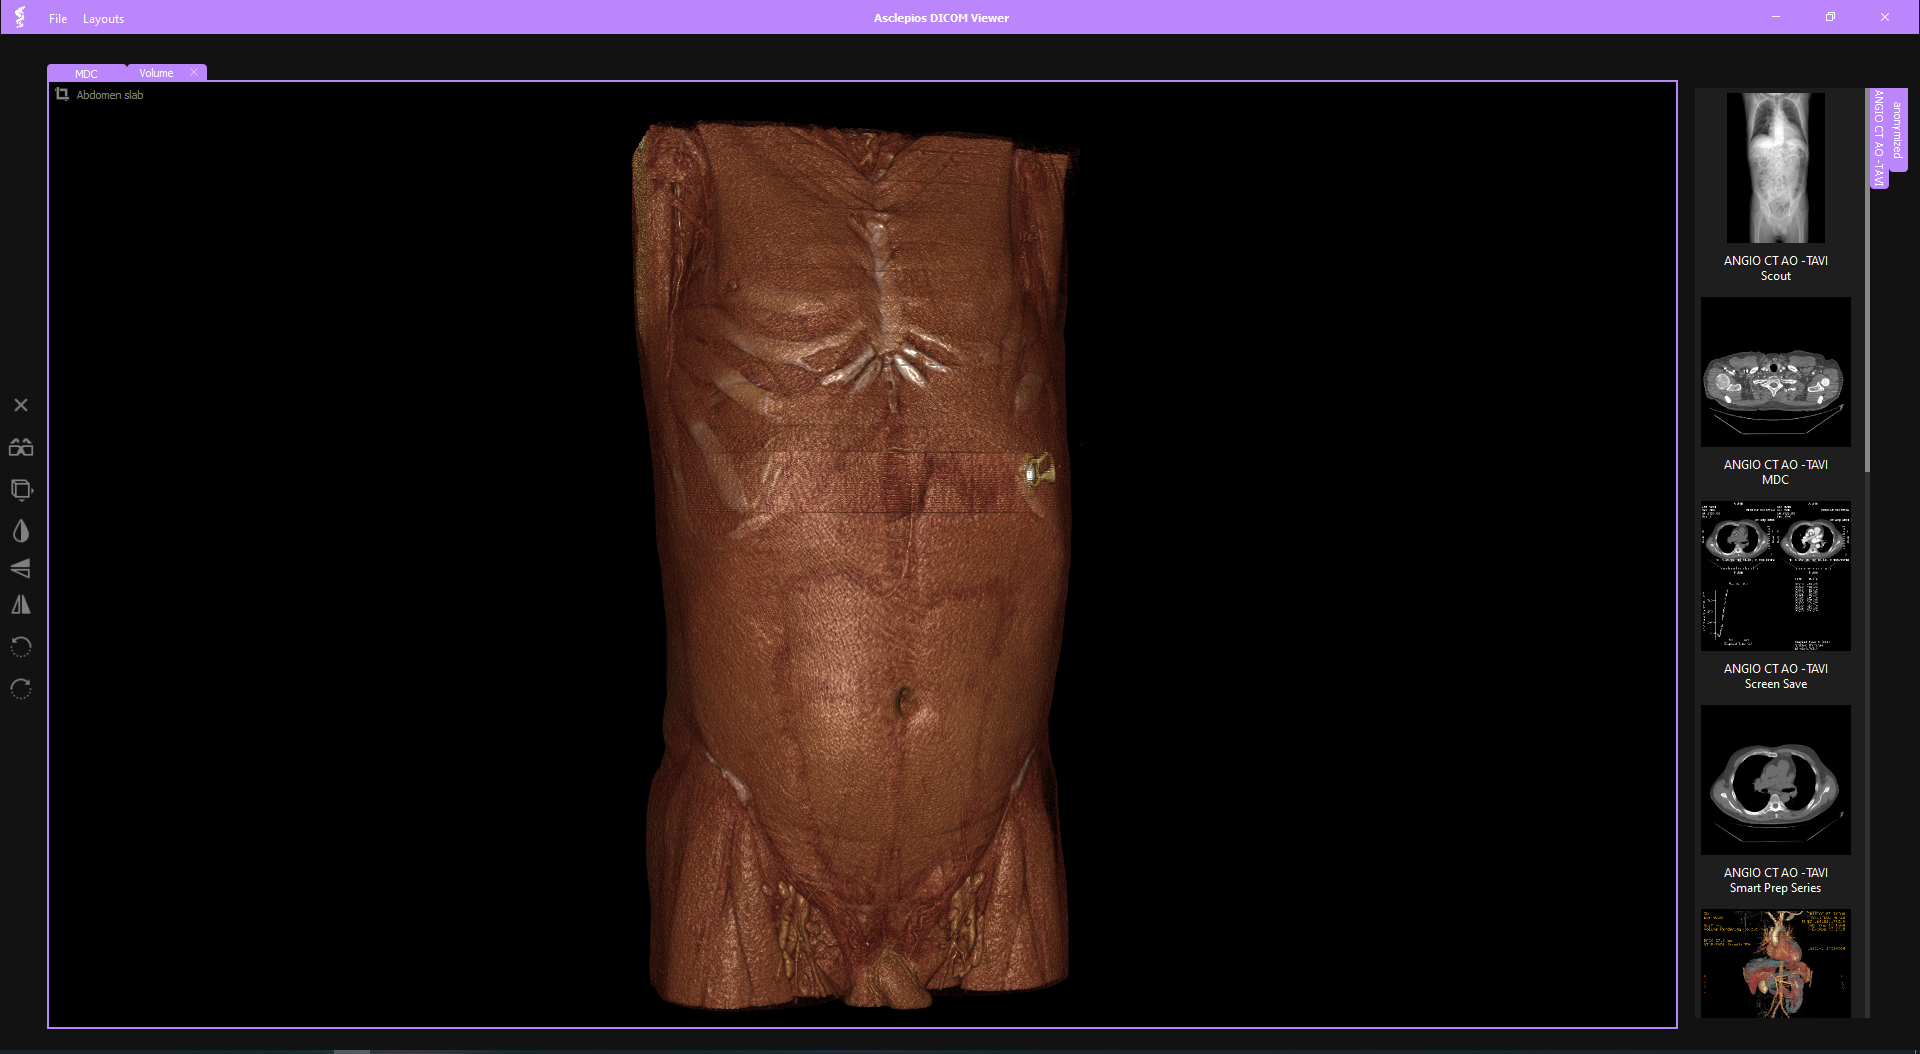 File
Layouts
Asclepios DICOM Viewer
MDC
Volume
Abdomen slab
ANGIO CT AO -TAVI
Scout
ANGIO CT AO -TAVI
MDC
ANGIO CT AO -TAVI
Screen Save
ANGIO CT AO -TAVI
Smart Prep Series
anonymized
ANGIO CT AO -TAVI